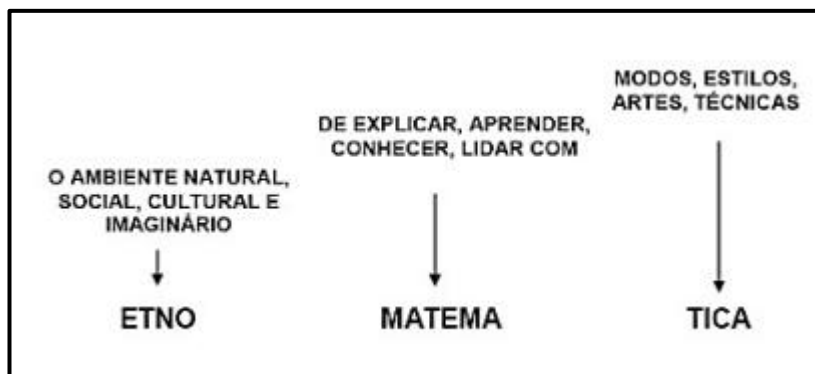 MODOS, ESTILOS,
ARTES, TÉCNICAS
DE EXPLICAR, APRENDER,
CONHECER, LIDAR COM
O AMBIENTE NATURAL,
SOCIAL, CULTURAL E
IMAGINÁRIO
ETNO
MATEMA
TICA